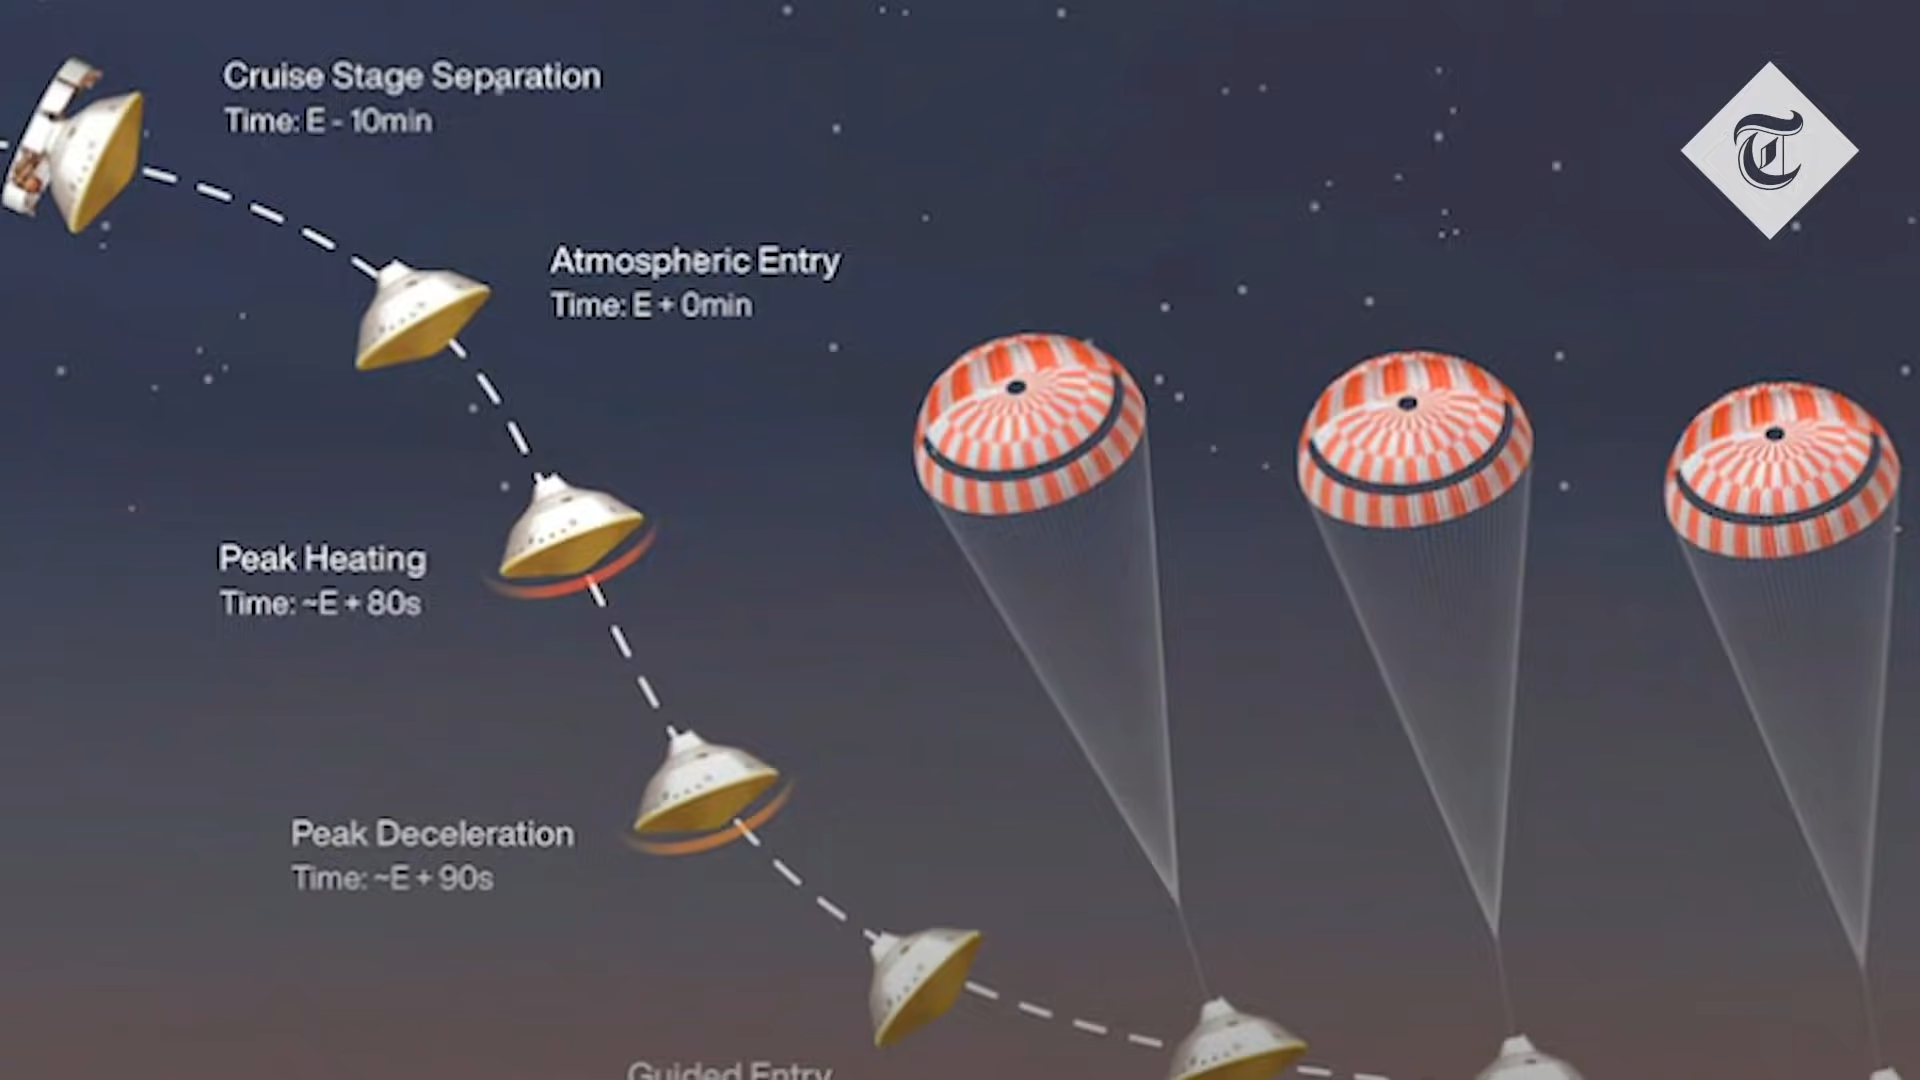 Cruise Stage Separation
Time: E - 10min
T
Atmospheric Entry
Time: E + 0min
Peak Heating
Time: ~E + 80s
Peak Deceleration
Time: ~E + 90s
Guided Entry